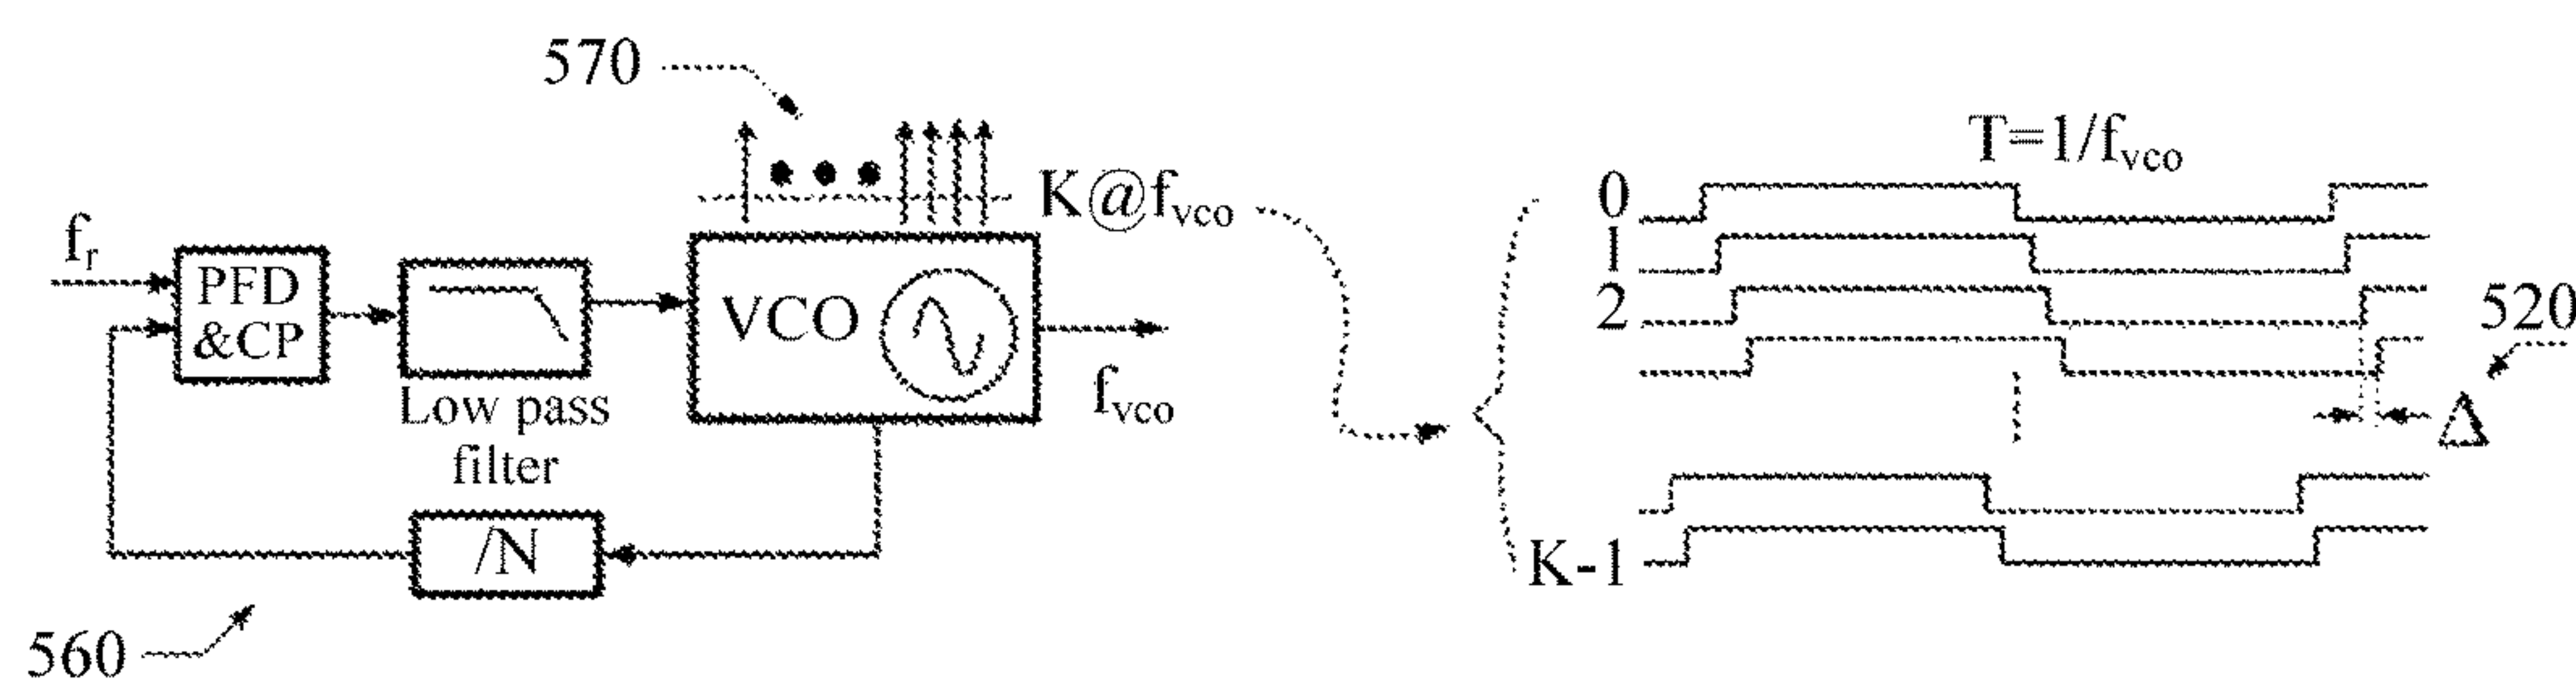 570
T=1/fvco
K@fvco
fr
PFD
&CP
VCO
fvco
Low pass
filter
/N
560
0
1
2
K-1
520
Δ